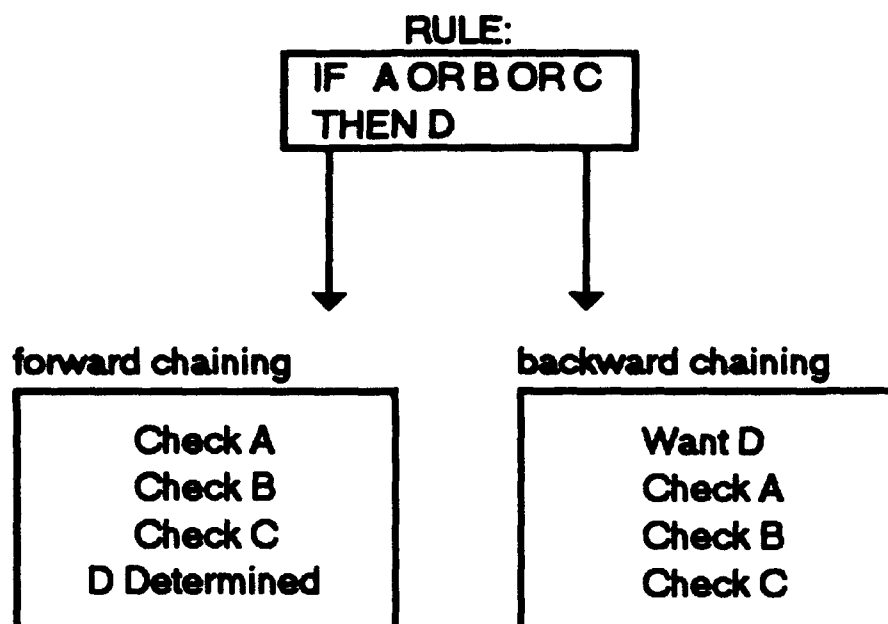 RULE:
IF A OR B OR C
THEN D
forward chaining
Check A
Check B
Check C
D Determined
backward chaining
Want D
Check A
Check B
Check C